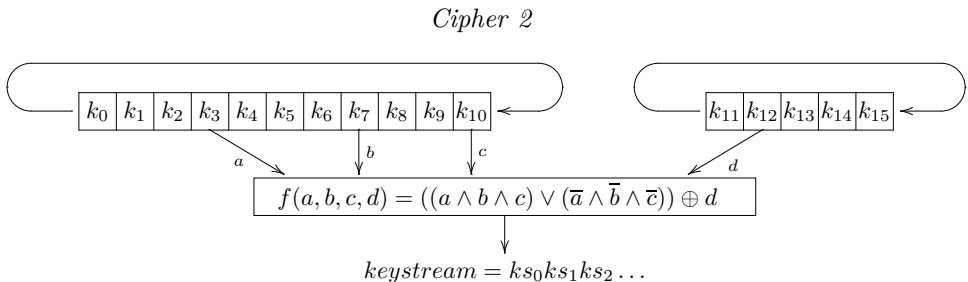 Cipher 2
k₀ k₁ k₂ k₃ k₄ k₅ k₆ k₇ k₈ k₉ k₁₀ k₁₁ k₁₂ k₁₃ k₁₄ k₁₅
a b c d
f(a, b, c, d) = ((a ∧ b ∧ c) ∨ (a̅ ∧ b̅ ∧ c̅)) ⊕ d
keystream = ks₀ks₁ks₂ . . .